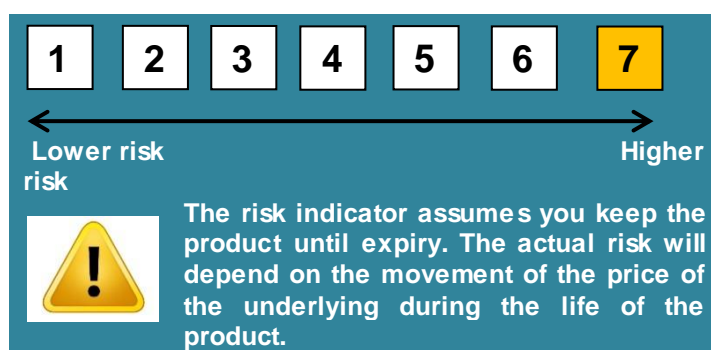 1 2 3 4 5 6 7
Lower risk Higher
risk
The risk indicator assumes you keep the
product until expiry. The actual risk will
depend on the movement of the price of
the underlying during the life of the
product.